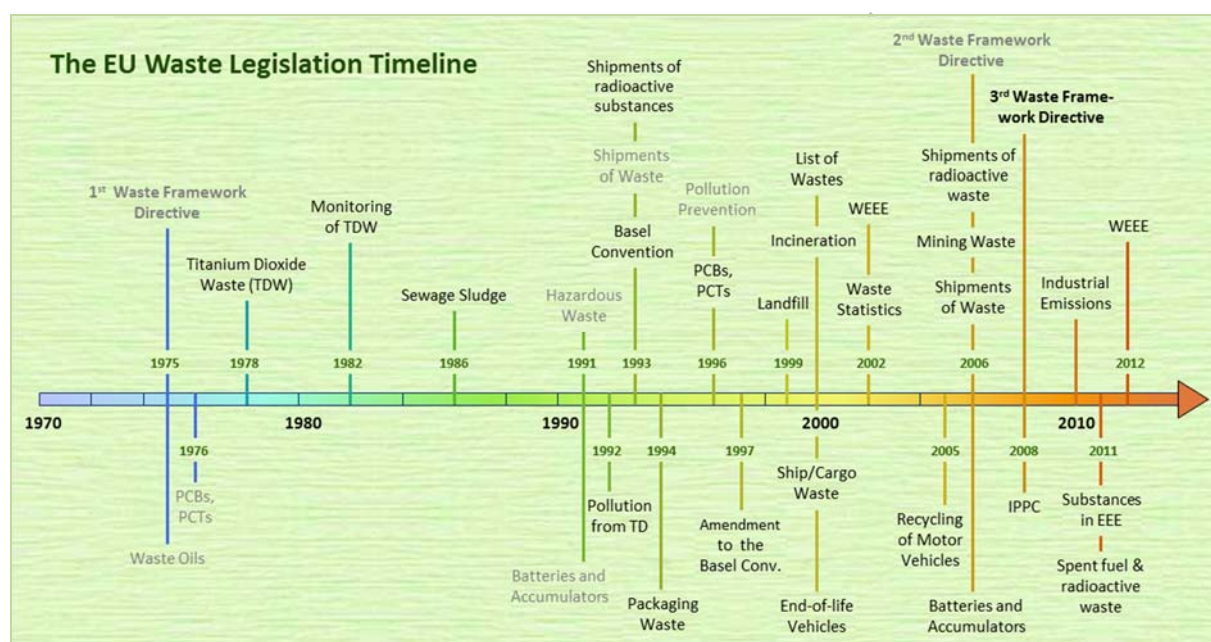 The EU Waste Legislation Timeline
2nd Waste Framework
Directive
Shipments of
radioactive
substances
3rd Waste Frame-
work Directive
Shipments
of Waste
List of
Wastes
Shipments of
radioactive
waste
1st Waste Framework
Directive
Monitoring
of TDW
Pollution
Prevention
WEEE
WEEE
Basel
Convention
Incineration
Mining Waste
Titanium Dioxide
Waste (TDW)
PCBs,
PCTs
Sewage Sludge
Hazardous
Waste
Landfill
Waste
Statistics
Shipments
of Waste
Industrial
Emissions
1975
1978
1982
1986
1991
1993
1996
1999
2002
2006
2012
1970
1980
1990
2000
2010
1976
1992
1994
1997
2005
2008
2011
PCBs,
PCTs
Pollution
from TD
Ship/Cargo
Waste
IPPC
Substances
in EEE
Waste Oils
Amendment
to the
Basel Conv.
Recycling
of Motor
Vehicles
Batteries and
Accumulators
Spent fuel &
radioactive
waste
Packaging
Waste
End-of-life
Vehicles
Batteries and
Accumulators